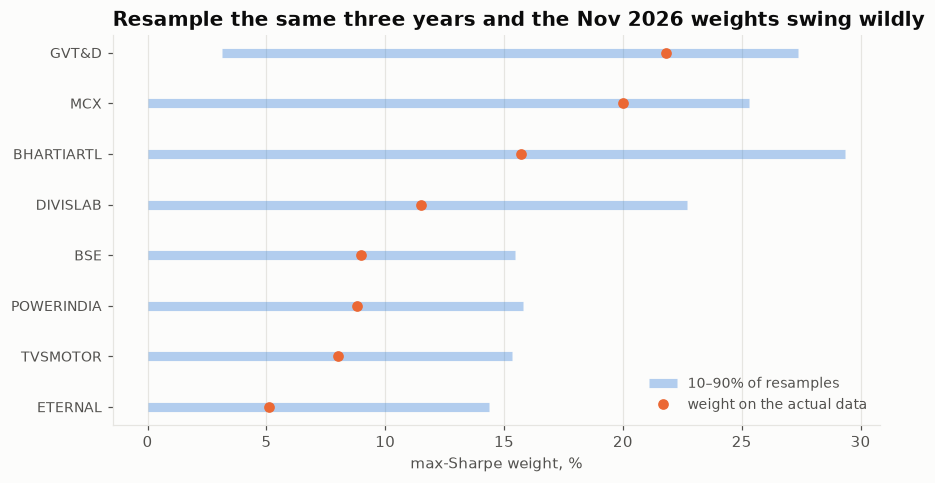 Resample the same three years and the Nov 2026 weights swing wildly
GVT&D
MCX
BHARTIARTL
DIVISLAB
BSE
POWERINDIA
TVSMOTOR
ETERNAL
10–90% of resamples
weight on the actual data
0 5 10 15 20 25 30
max-Sharpe weight, %